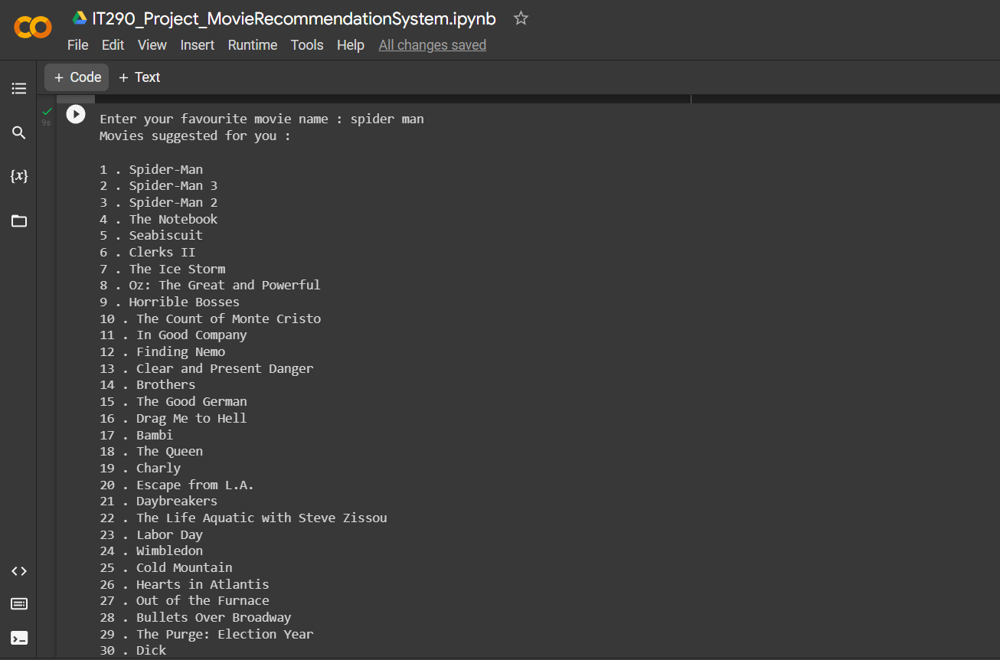 IT290_Project_MovieRecommendationSystem.ipynb
File Edit View Insert Runtime Tools Help All changes saved
+ Code + Text
9s
Enter your favourite movie name : spider man
Movies suggested for you :
1 . Spider-Man
2 . Spider-Man 3
3 . Spider-Man 2
4 . The Notebook
5 . Seabiscuit
6 . Clerks II
7 . The Ice Storm
8 . Oz: The Great and Powerful
9 . Horrible Bosses
10 . The Count of Monte Cristo
11 . In Good Company
12 . Finding Nemo
13 . Clear and Present Danger
14 . Brothers
15 . The Good German
16 . Drag Me to Hell
17 . Bambi
18 . The Queen
19 . Charly
20 . Escape from L.A.
21 . Daybreakers
22 . The Life Aquatic with Steve Zissou
23 . Labor Day
24 . Wimbledon
25 . Cold Mountain
26 . Hearts in Atlantis
27 . Out of the Furnace
28 . Bullets Over Broadway
29 . The Purge: Election Year
30 . Dick
{x}